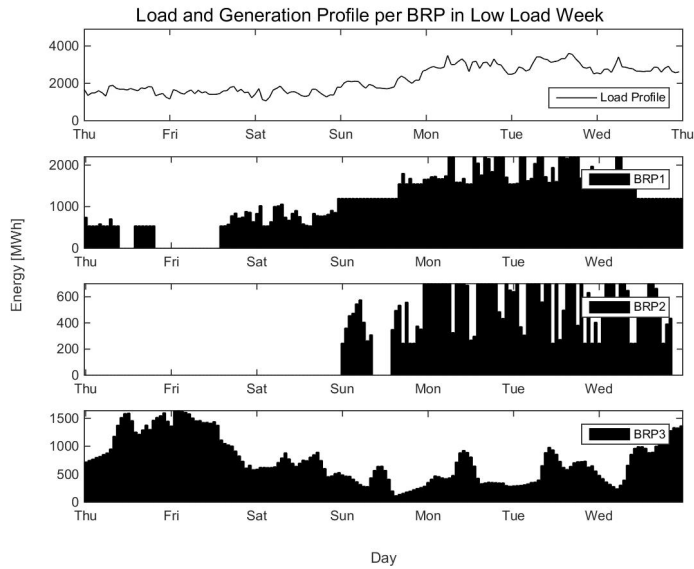 Load and Generation Profile per BRP in Low Load Week
4000
2000
0
Load Profile
Thu Fri Sat Sun Mon Tue Wed Thu
2000
1000
0
BRP1
Thu Fri Sat Sun Mon Tue Wed
Energy [MWh]
600
400
200
0
BRP2
Thu Fri Sat Sun Mon Tue Wed
1500
1000
500
0
BRP3
Thu Fri Sat Sun Mon Tue Wed
Day